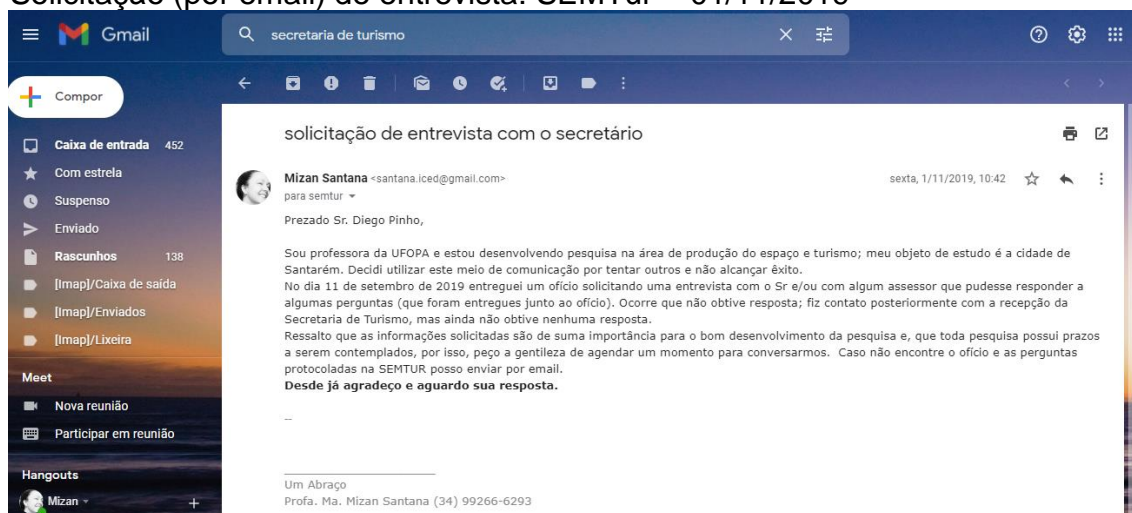 Gmail
secretaria de turismo
Compor
solicitação de entrevista com o secretário
Caixa de entrada 452
Com estrela
Suspenso
Enviado
Rascunhos 138
[Imap]/Caixa de saída
[Imap]/Enviados
[Imap]/Lixeira
Meet
Nova reunião
Participar em reunião
Hangouts
Mizan
Mizan Santana <santana.iced@gmail.com> sexta, 1/11/2019, 10:42
para semtur
Prezado Sr. Diego Pinho,
Sou professora da UFOPA e estou desenvolvendo pesquisa na área de produção do espaço e turismo; meu objeto de estudo é a cidade de
Santarém. Decidi utilizar este meio de comunicação por tentar outros e não alcançar êxito.
No dia 11 de setembro de 2019 entreguei um ofício solicitando uma entrevista com o Sr e/ou com algum assessor que pudesse responder a
algumas perguntas (que foram entregues junto ao ofício). Ocorre que não obtive resposta; fiz contato posteriormente com a recepção da
Secretaria de Turismo, mas ainda não obtive nenhuma resposta.
Ressalto que as informações solicitadas são de suma importância para o bom desenvolvimento da pesquisa e, que toda pesquisa possui prazos
a serem contemplados, por isso, peço a gentileza de agendar um momento para conversarmos. Caso não encontre o ofício e as perguntas
protocoladas na SEMTUR posso enviar por email.
Desde já agradeço e aguardo sua resposta.
--
Um Abraço
Profa. Ma. Mizan Santana (34) 99266-6293